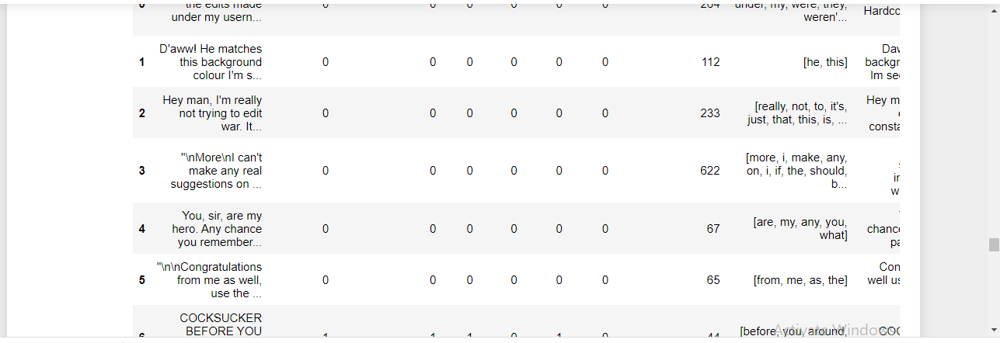 the edits made 0 0 0 0 0 0 under, my, were, they,
under my usern... weren'... Hardco
D'aww! He matches Dav
1 this background 0 0 0 0 0 0 112 [he, this] backgr
colour I'm s... Im se
Hey man, I'm really Hey m
2 not trying to edit 0 0 0 0 0 0 233 [really, not, to, it's,
war. It... just, that, this, is, ... consta
"\nMore\nI can't [more, i, make, any,
3 make any real 0 0 0 0 0 0 622 on, i, if, the, should,
suggestions on ... b... w
You, sir, are my
4 hero. Any chance 0 0 0 0 0 0 67 [are, my, any, you, chance
you remember... what] pa
"\n\nCongratulations Con
5 from me as well, 0 0 0 0 0 0 65 [from, me, as, the] well us
use the ...
COCKSUCKER
BEFORE YOU [before, you, around, COC
6 1 1 1 0 1 0 44
Activate Windows